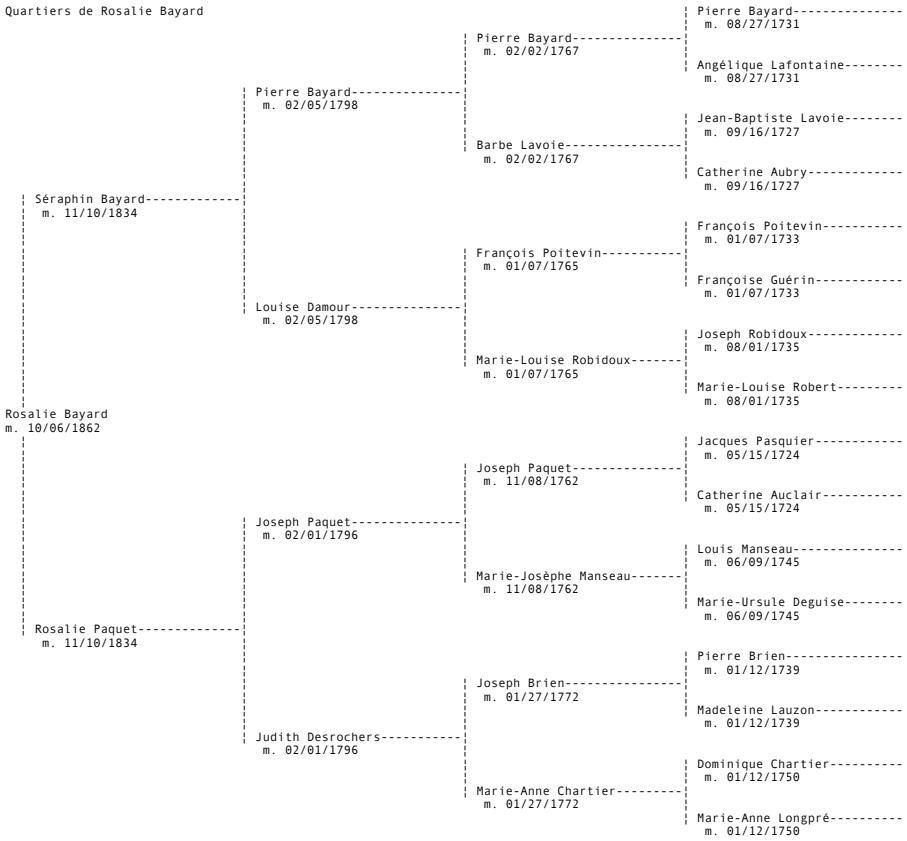 Quartiers de Rosalie Bayard
Pierre Bayard
m. 08/27/1731
Pierre Bayard
m. 02/02/1767
Angélique Lafontaine
m. 08/27/1731
Pierre Bayard
m. 02/05/1798
Jean-Baptiste Lavoie
m. 09/16/1727
Barbe Lavoie
m. 02/02/1767
Catherine Aubry
m. 09/16/1727
Séraphin Bayard
m. 11/10/1834
François Poitevin
m. 01/07/1733
François Poitevin
m. 01/07/1765
Françoise Guérin
m. 01/07/1733
Louise Damour
m. 02/05/1798
Joseph Robidoux
m. 08/01/1735
Marie-Louise Robidoux
m. 01/07/1765
Marie-Louise Robert
m. 08/01/1735
Rosalie Bayard
m. 10/06/1862
Jacques Pasquier
m. 05/15/1724
Joseph Paquet
m. 11/08/1762
Catherine Auclair
m. 05/15/1724
Joseph Paquet
m. 02/01/1796
Louis Manseau
m. 06/09/1745
Marie-Josèphe Manseau
m. 11/08/1762
Marie-Ursule Deguise
m. 06/09/1745
Rosalie Paquet
m. 11/10/1834
Pierre Brien
m. 01/12/1739
Joseph Brien
m. 01/27/1772
Madeleine Lauzon
m. 01/12/1739
Judith Desrochers
m. 02/01/1796
Dominique Chartier
m. 01/12/1750
Marie-Anne Chartier
m. 01/27/1772
Marie-Anne Longpré
m. 01/12/1750